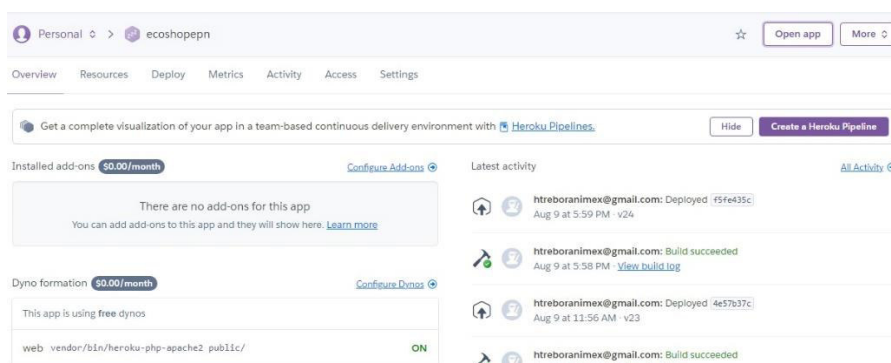 Personal > ecoshopepn
Open app
More
Overview Resources Deploy Metrics Activity Access Settings
Get a complete visualization of your app in a team-based continuous delivery environment with Heroku Pipelines.
Hide
Create a Heroku Pipeline
Installed add-ons $0.00/month
Configure Add-ons
There are no add-ons for this app
You can add add-ons to this app and they will show here. Learn more
Dyno formation $0.00/month
Configure Dynos
This app is using free dynos
web vendor/bin/heroku-php-apache2 public/
ON
Latest activity
All Activity
htreboranimex@gmail.com: Deployed f5fe435c
Aug 9 at 5:59 PM · v24
htreboranimex@gmail.com: Build succeeded
Aug 9 at 5:58 PM · View build log
htreboranimex@gmail.com: Deployed 4e57b37c
Aug 9 at 11:56 AM · v23
htreboranimex@gmail.com: Build succeeded